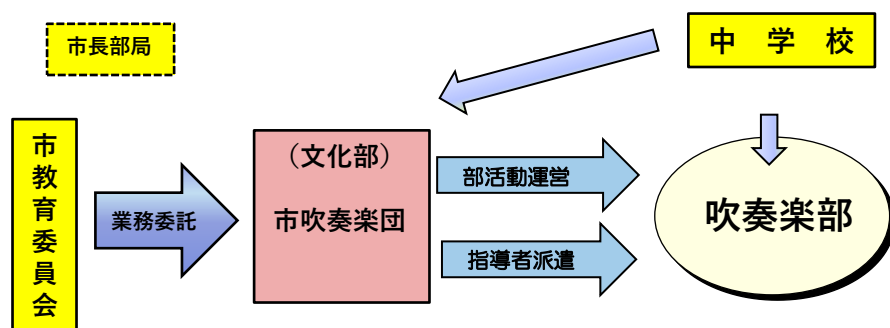 市長部局
中学校
市教育委員会
業務委託
（文化部）
市吹奏楽団
部活動運営
指導者派遣
吹奏楽部